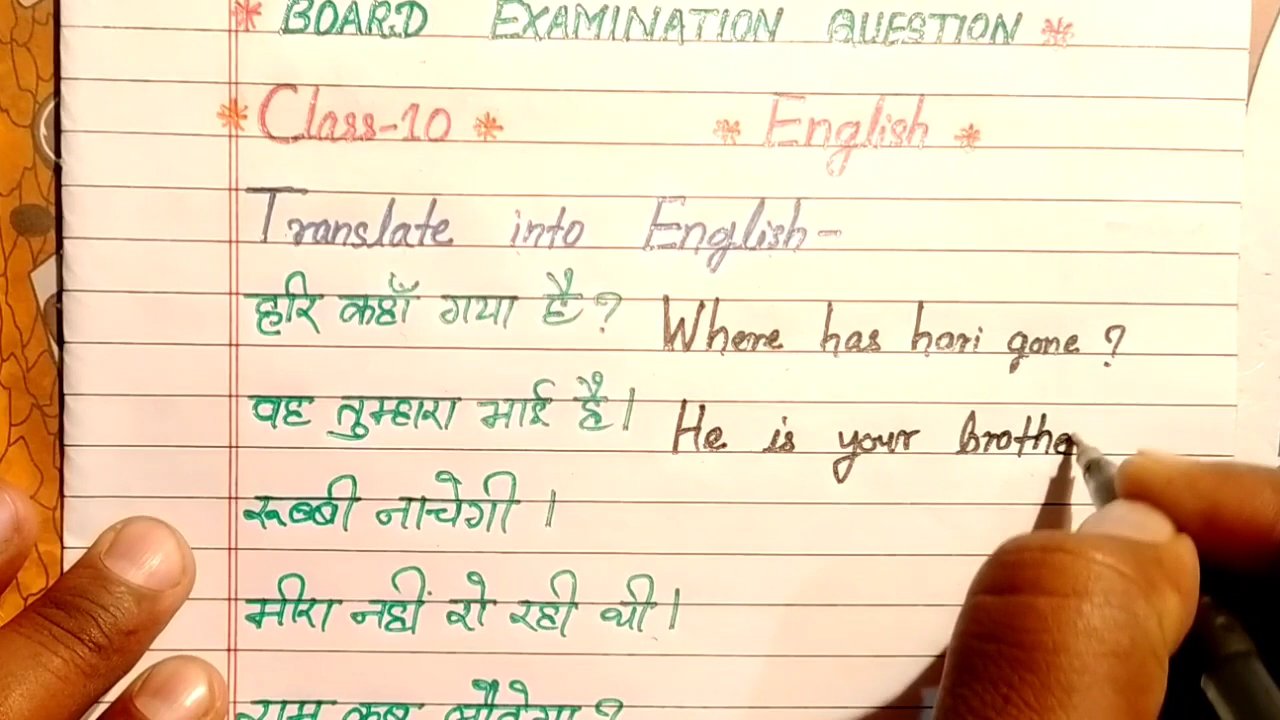 * BOARD EXAMINATION QUESTION *
* Class-10 * * English *
Translate into English-
हरि कहाँ गया है? Where has hari gone ?
वह तुम्हारा भाई है। He is your brothe
रूब्बी नाचेगी ।
मीरा नहीं रो रही थी।
राम कब लौटेगा?